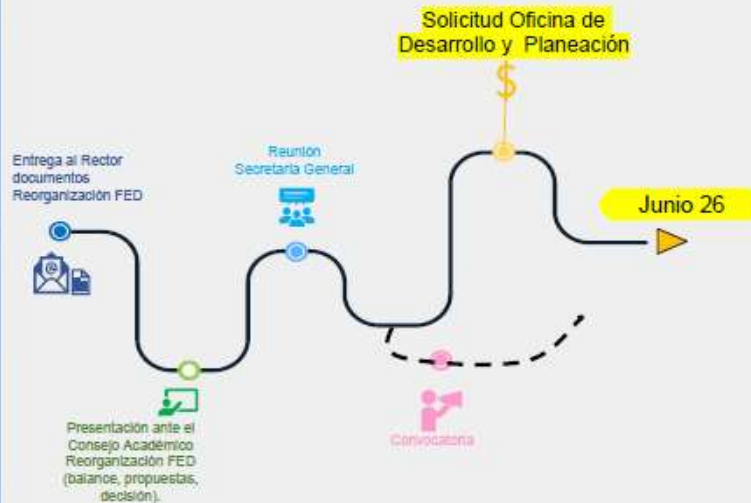 Solicitud Oficina de
Desarrollo y Planeación
$
Entrega al Rector
documentos
Reorganización FED
@
Reunión
Secretaría General
Junio 26
Presentación ante el
Consejo Académico
Reorganización FED
(balance, propuestas,
decisión).
Convocatoria